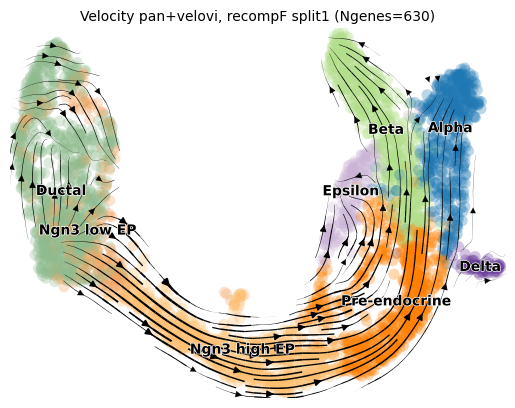 Velocity pan+velovi, recompF split1 (Ngenes=630)
Beta
Alpha
Ductal
Epsilon
Ngn3 low EP
Delta
Pre-endocrine
Ngn3 high EP